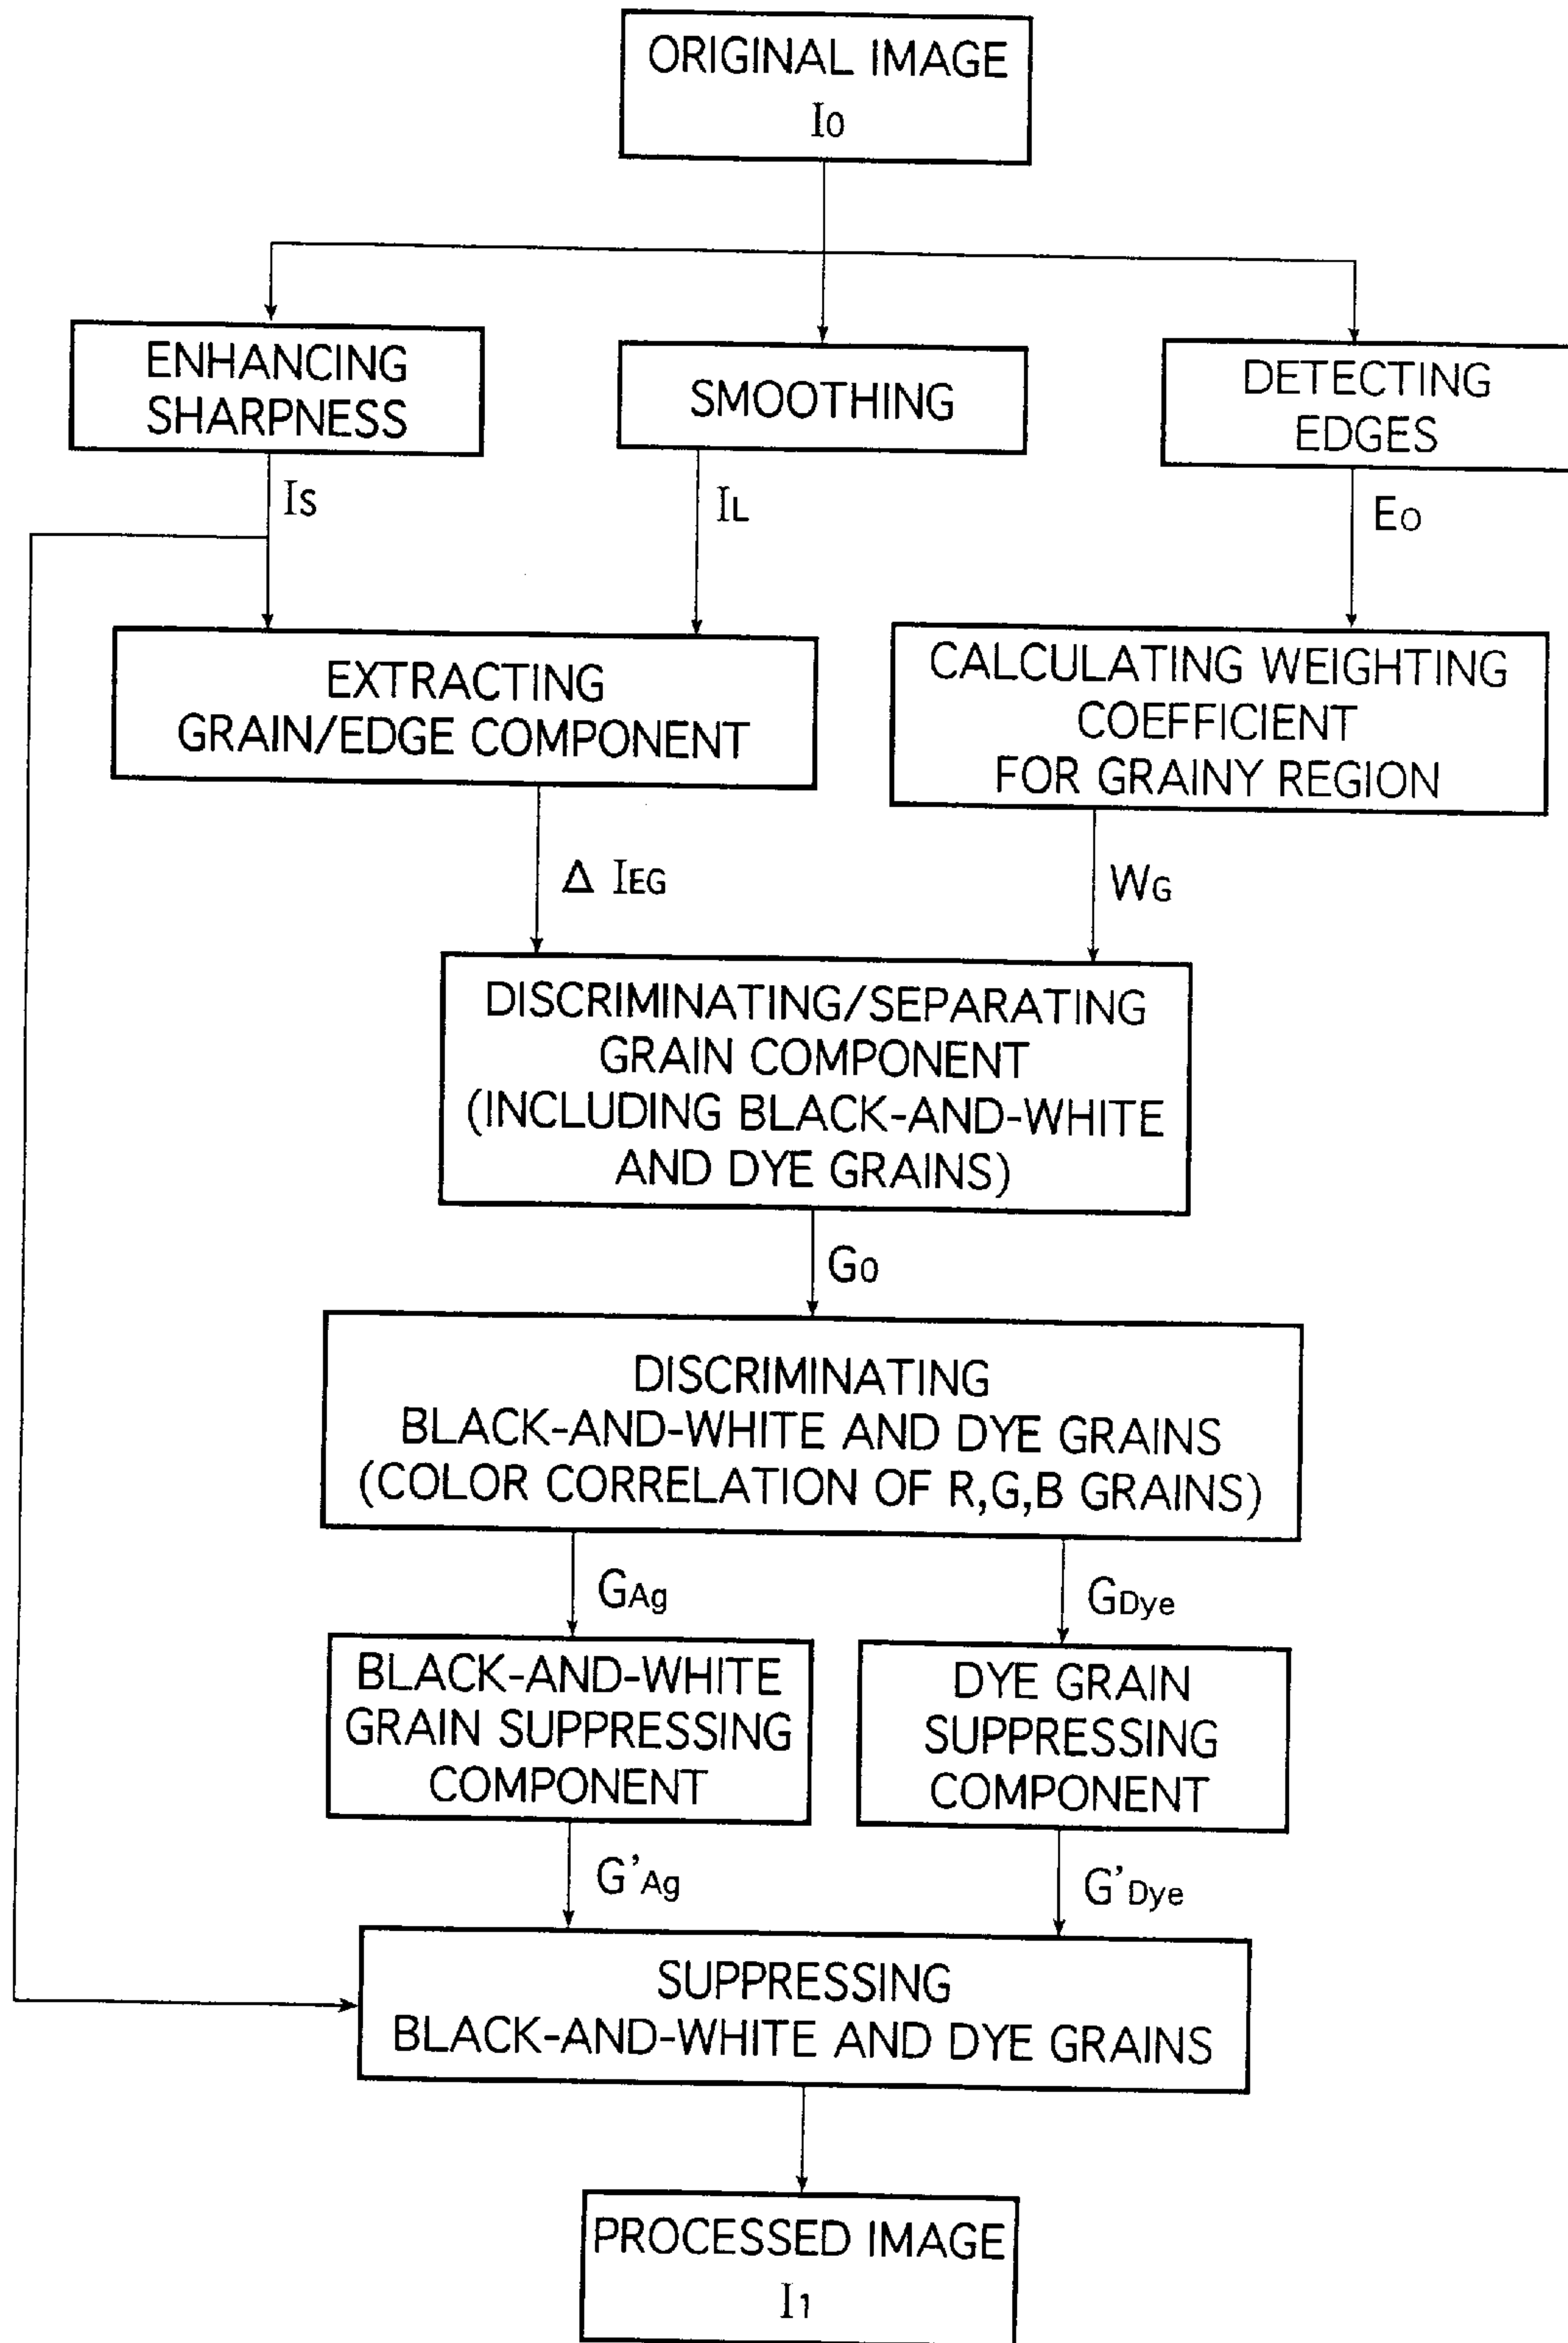 ORIGINAL IMAGE
I0
ENHANCING
SHARPNESS
SMOOTHING
DETECTING
EDGES
IS
IL
EO
EXTRACTING
GRAIN/EDGE COMPONENT
CALCULATING WEIGHTING
COEFFICIENT
FOR GRAINY REGION
Δ IEG
WG
DISCRIMINATING/SEPARATING
GRAIN COMPONENT
(INCLUDING BLACK-AND-WHITE
AND DYE GRAINS)
G0
DISCRIMINATING
BLACK-AND-WHITE AND DYE GRAINS
(COLOR CORRELATION OF R,G,B GRAINS)
GAg
GDye
BLACK-AND-WHITE
GRAIN SUPPRESSING
COMPONENT
DYE GRAIN
SUPPRESSING
COMPONENT
G'Ag
G'Dye
SUPPRESSING
BLACK-AND-WHITE AND DYE GRAINS
PROCESSED IMAGE
I1